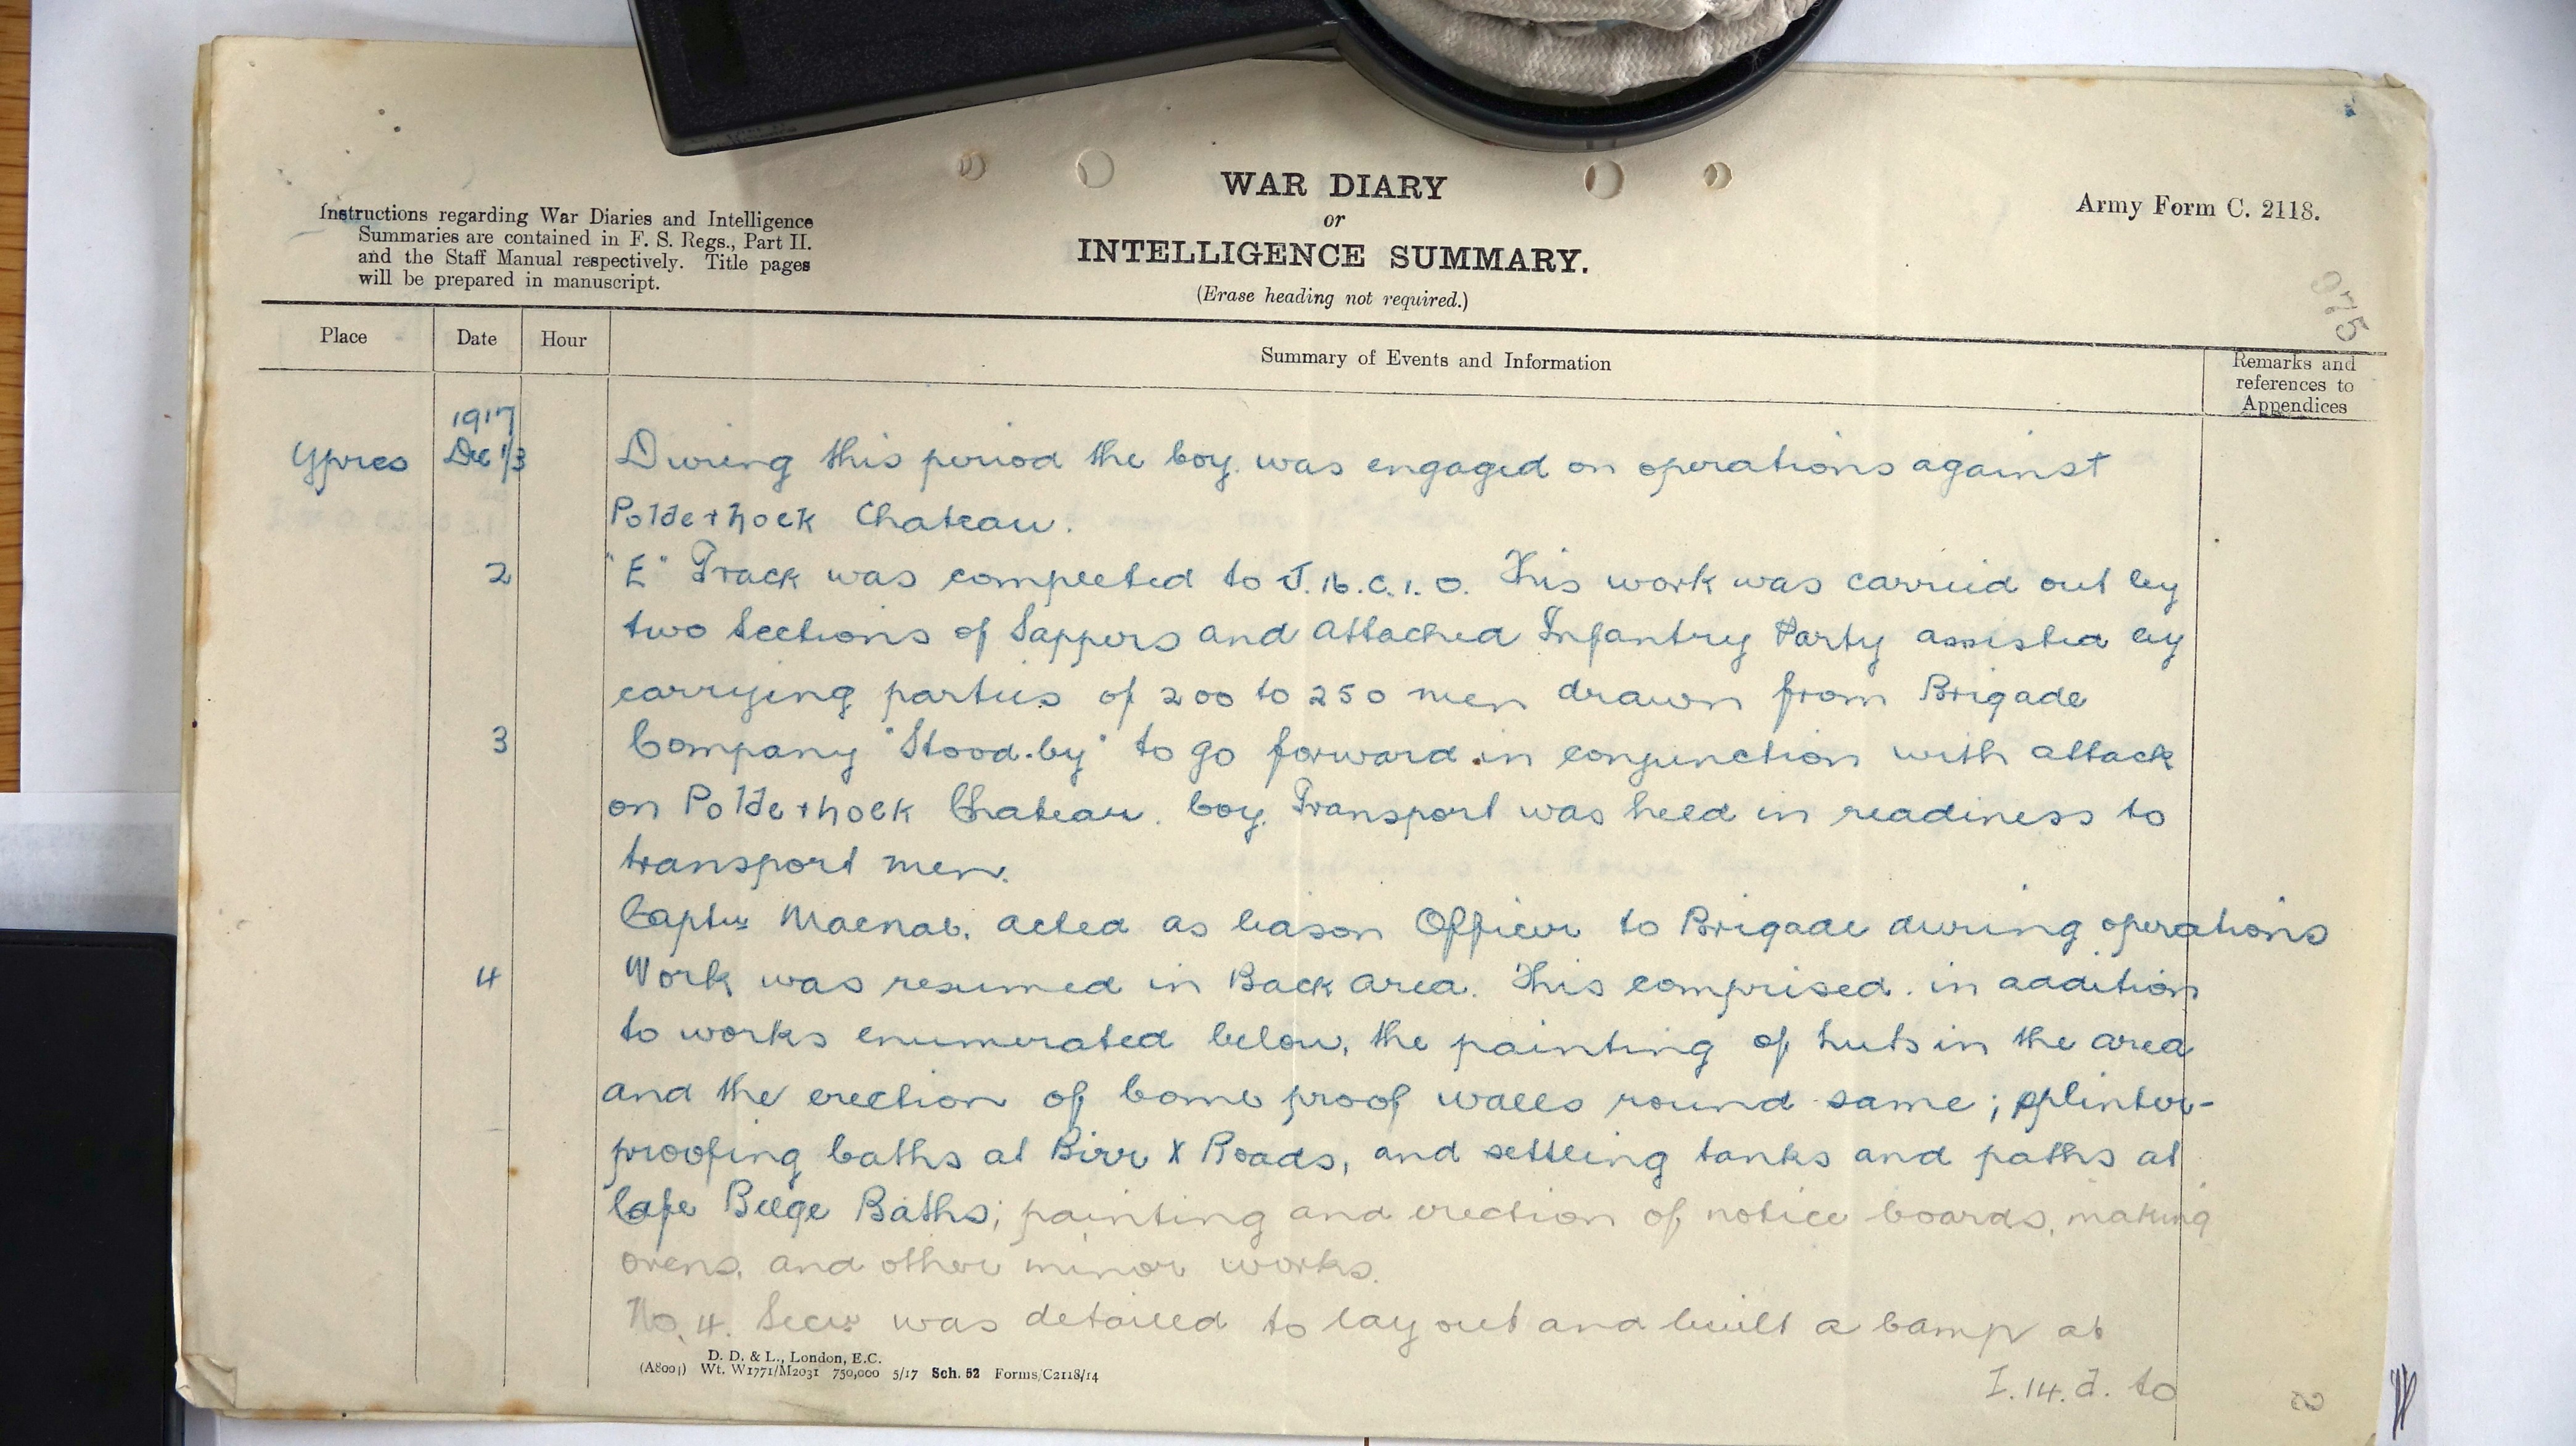 WAR DIARY
or
INTELLIGENCE SUMMARY.
(Erase heading not required.)
Army Form C. 2118.
Instructions regarding War Diaries and Intelligence
Summaries are contained in F. S. Regs., Part II.
and the Staff Manual respectively. Title pages
will be prepared in manuscript.
Place Date Hour Summary of Events and Information Remarks and
references to
Appendices
1917
Ypres Dec 1/3 During this period the Coy. was engaged on operations against
Polderhoek Chateau.
2 "E" Track was completed to J.16.c.1.0. This work was carried out by
two Sections of Sappers and attached Infantry Party assisted by
carrying parties of 200 to 250 men drawn from Brigade
3 Company "Stood-by" to go forward in conjunction with attack
on Polderhoek Chateau. Coy. Transport was held in readiness to
transport men.
Captn Macnab. acted as liason Officer to Brigade during operations
4 Work was resumed in Back Area. This comprised. in addition
to works enumerated below, the painting of huts in the area
and the erection of bomb proof walls round same; splinter-
proofing baths at Birr X Roads, and settling tanks and paths at
Cafe Belge Baths; painting and erection of notice boards, making
ovens, and other minor works.
No. 4. Secn was detailed to lay out and built a Camp at
I.14.d. to
D. D. & L., London, E.C.
(A8001) Wt. W1771/M2031 750,000 5/17 Sch. 52 Forms/C2118/14
2